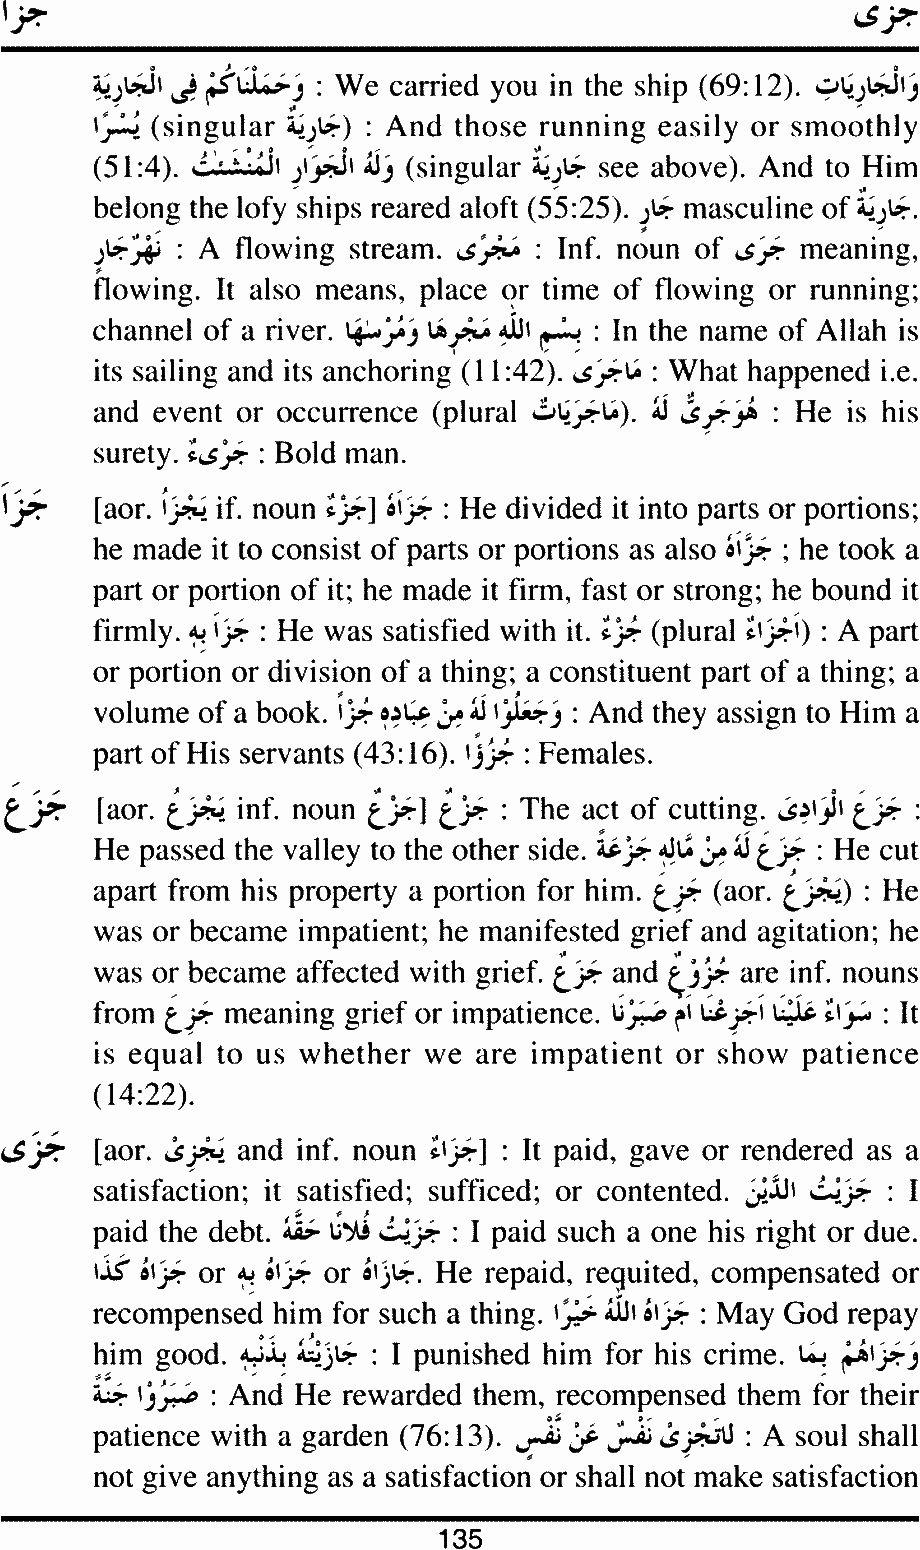 جزا جزى
وَحَمَلْنَاكُمْ فِى الْجَارِيَةِ : We carried you in the ship (69:12). وَالْجَارِيَاتِ
يُسْرًا (singular جَارِيَةٌ) : And those running easily or smoothly
(51:4). وَلَهُ الْجَوَارِ الْمُنْشَئٰتُ (singular جَارِيَةٌ see above). And to Him
belong the lofy ships reared aloft (55:25). جَارٍ masculine of جَارِيَةٌ.
نَهْرٌجَارٍ : A flowing stream. مَجْرًى : Inf. noun of جَرَى meaning,
flowing. It also means, place or time of flowing or running;
channel of a river. بِسْمِ اللّٰهِ مَجْرٖهَا وَمُرْسٰهَا : In the name of Allah is
its sailing and its anchoring (11:42). مَاجَرَى : What happened i.e.
and event or occurrence (plural مَاجَرَيَاتٌ). هُوَجَرِىٌّ لَهُ : He is his
surety. جَرْىءٌ : Bold man.
جَزَأَ [aor. يَجْزَأُ if. noun جَزْءٌ] جَزَأَهُ : He divided it into parts or portions;
he made it to consist of parts or portions as also جَزَّأَهُ ; he took a
part or portion of it; he made it firm, fast or strong; he bound it
firmly. جَزَأَ بِهِ : He was satisfied with it. جُزْءٌ (plural اَجْزَاءٌ) : A part
or portion or division of a thing; a constituent part of a thing; a
volume of a book. وَجَعَلُوْا لَهُ مِنْ عِبَادِهِ جُزْأً : And they assign to Him a
part of His servants (43:16). جُزْؤًا : Females.
جَزَعَ [aor. يَجْزَعُ inf. noun جَزْعٌ] جَزْعٌ : The act of cutting. جَزَعَ الْوَادِىَ :
He passed the valley to the other side. جَزَعَ لَهُ مِنْ مَالِهِ جَزْعَةً : He cut
apart from his property a portion for him. جَزِعَ (aor. يَجْزَعُ) : He
was or became impatient; he manifested grief and agitation; he
was or became affected with grief. جَزَعٌ and جُزُوْعٌ are inf. nouns
from جَزِعَ meaning grief or impatience. سَوَاءٌ عَلَيْنَا اَجَزِعْنَا اَمْ صَبَرْنَا : It
is equal to us whether we are impatient or show patience
(14:22).
جَزَى [aor. يَجْزِىْ and inf. noun جَزَاءٌ] : It paid, gave or rendered as a
satisfaction; it satisfied; sufficed; or contented. جَزَيْتُ الدَّيْنَ : I
paid the debt. جَزَيْتُ فُلَانًا حَقَّهُ : I paid such a one his right or due.
جَزَاهُ كَذَا or جَزَاهُ بِهِ or جَازَاهُ. He repaid, requited, compensated or
recompensed him for such a thing. جَزَاهُ اللّٰهُ خَيْرًا : May God repay
him good. جَازَيْتُهُ بِذَنْبِهِ : I punished him for his crime. وَجَزَاهُمْ بِمَا
صَبَرُوْا جَنَّةً : And He rewarded them, recompensed them for their
patience with a garden (76:13). لَاتَجْزِىْ نَفْسٌ عَنْ نَفْسٍ : A soul shall
not give anything as a satisfaction or shall not make satisfaction
135